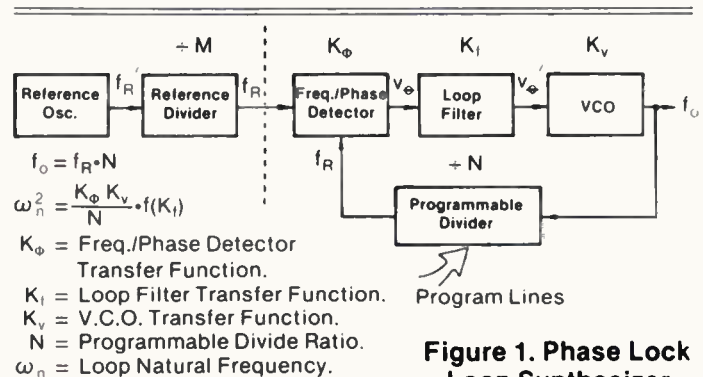 ÷ M
K_Φ
K_f
K_v
Reference Osc.
f_R′
Reference Divider
f_R
Freq./Phase Detector
v_Θ
Loop Filter
v_Θ′
VCO
f_o
f_R
÷ N
Programmable Divider
Program Lines
f_o = f_R•N
ω_n² = K_Φ K_v / N •f(K_f)
K_Φ = Freq./Phase Detector
Transfer Function.
K_f = Loop Filter Transfer Function.
K_v = V.C.O. Transfer Function.
N = Programmable Divide Ratio.
ω_n = Loop Natural Frequency.
Figure 1. Phase Lock
Loop Synthesizer